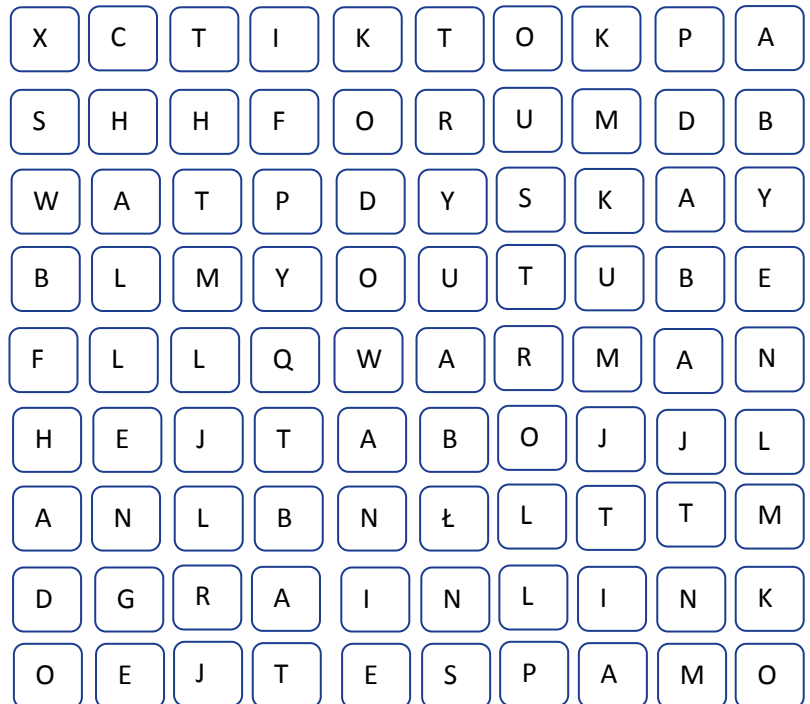 X C T I K T O K P A
S H H F O R U M D B
W A T P D Y S K A Y
B L M Y O U T U B E
F L L Q W A R M A N
H E J T A B O J J L
A N L B N Ł L T T M
D G R A I N L I N K
O E J T E S P A M O